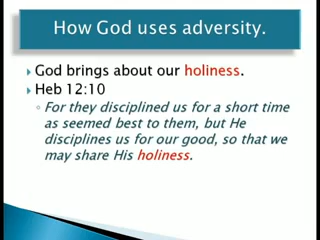 How God uses adversity.
God brings about our holiness.
Heb 12:10
For they disciplined us for a short time
as seemed best to them, but He
disciplines us for our good, so that we
may share His holiness.